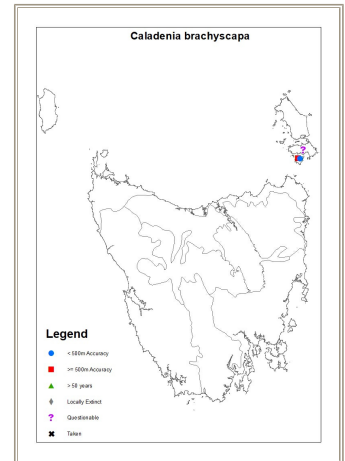 Caladenia brachyscapa
?
Legend
< 500m Accuracy
>= 500m Accuracy
> 50 years
Locally Extinct
? Questionable
Taken